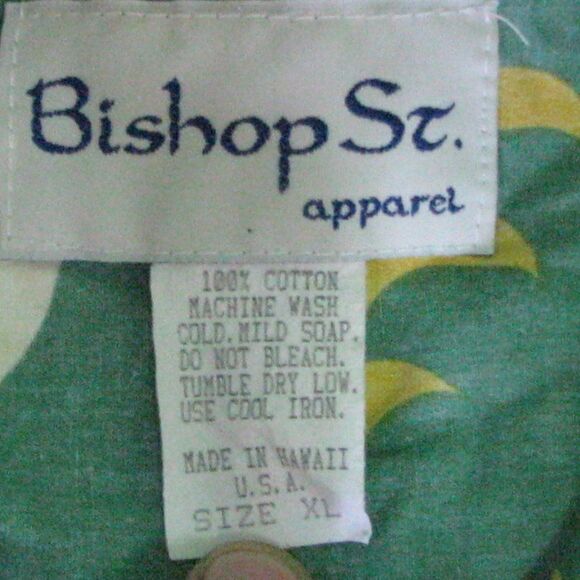 Bishop St.
apparel
100% COTTON
MACHINE WASH
COLD. MILD SOAP.
DO NOT BLEACH.
TUMBLE DRY LOW.
USE COOL IRON.
MADE IN HAWAII
U.S.A.
SIZE XL